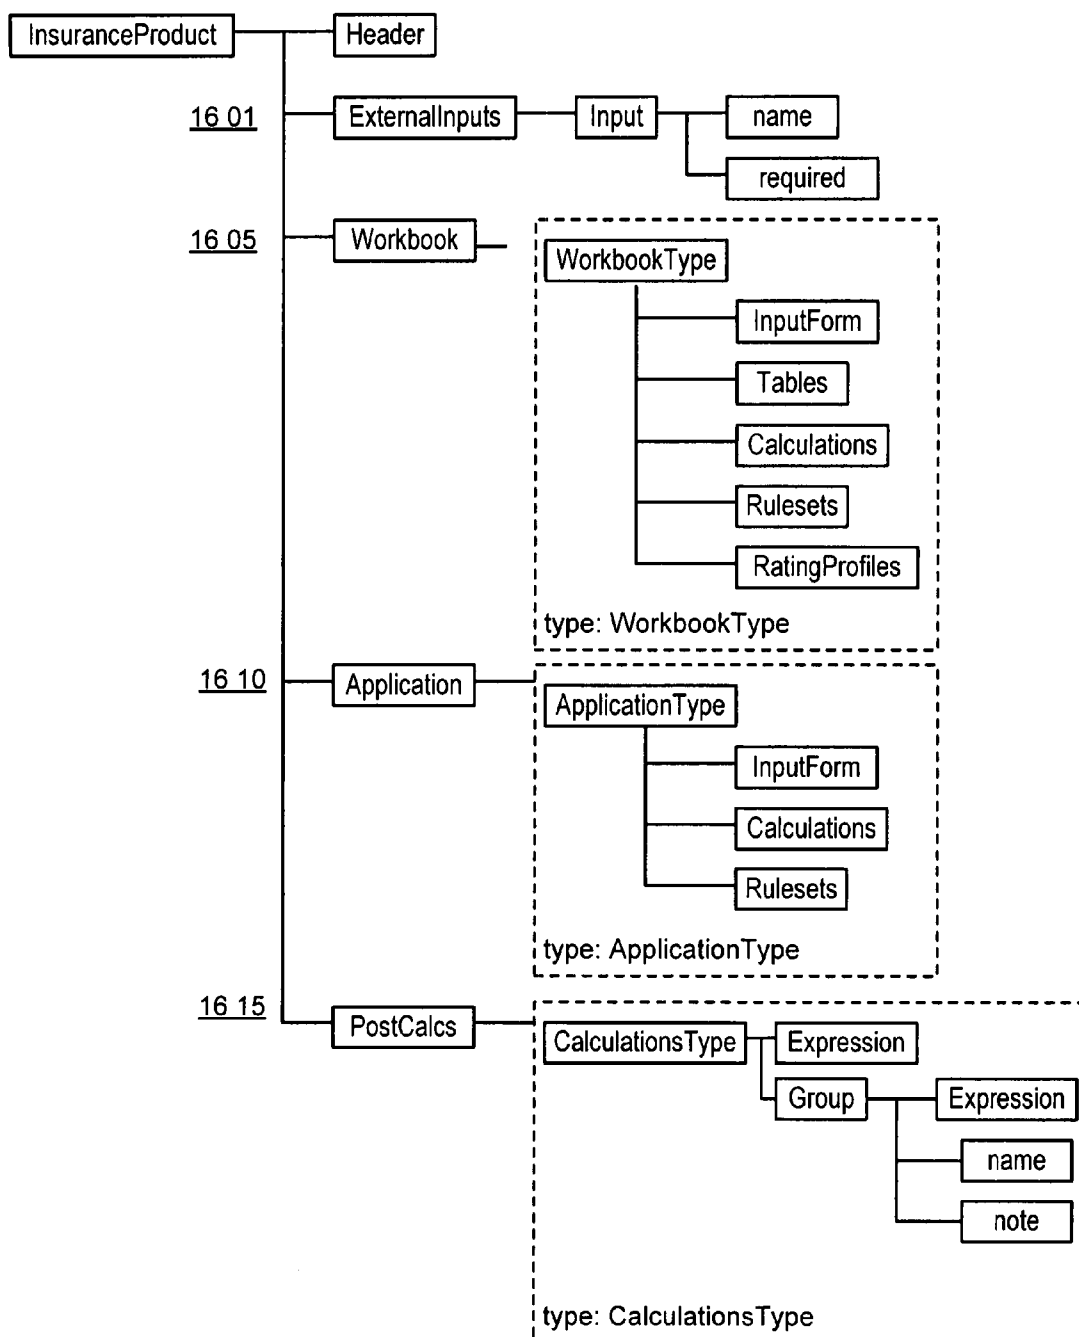 InsuranceProduct
Header
16 01
ExternalInputs
Input
name
required
16 05
Workbook
WorkbookType
InputForm
Tables
Calculations
Rulesets
RatingProfiles
type: WorkbookType
16 10
Application
ApplicationType
InputForm
Calculations
Rulesets
type: ApplicationType
16 15
PostCalcs
CalculationsType
Expression
Group
Expression
name
note
type: CalculationsType